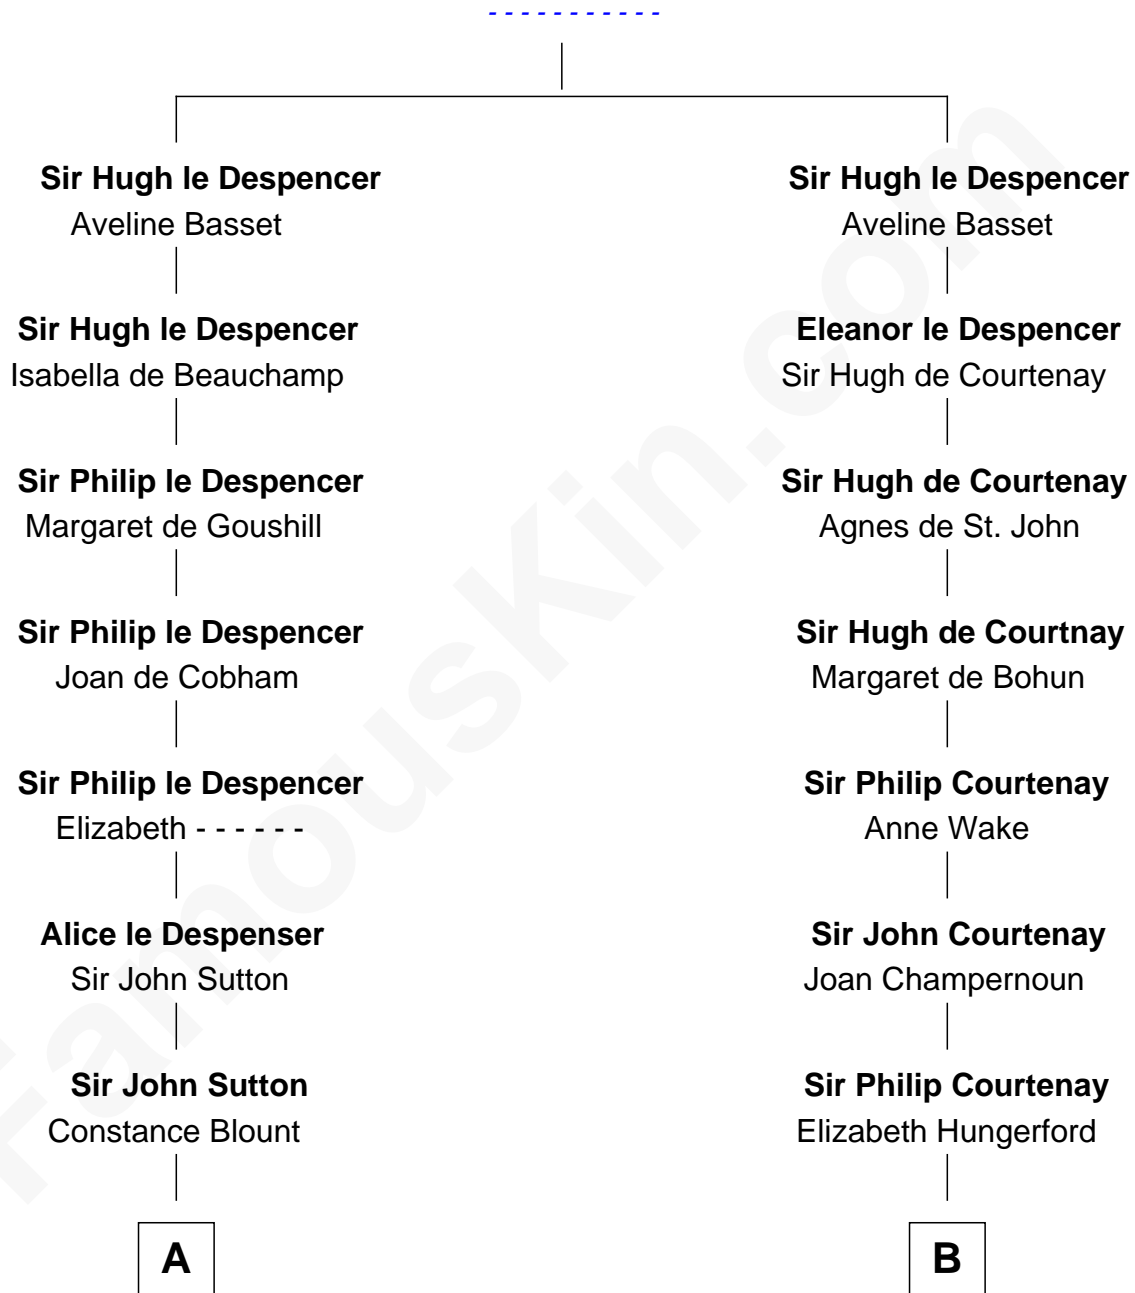 - - - - - - - - - - -
Sir Hugh le Despencer
Aveline Basset
Sir Hugh le Despencer
Isabella de Beauchamp
Sir Philip le Despencer
Margaret de Goushill
Sir Philip le Despencer
Joan de Cobham
Sir Philip le Despencer
Elizabeth - - - - - -
Alice le Despenser
Sir John Sutton
Sir John Sutton
Constance Blount
A
Sir Hugh le Despencer
Aveline Basset
Eleanor le Despencer
Sir Hugh de Courtenay
Sir Hugh de Courtenay
Agnes de St. John
Sir Hugh de Courtnay
Margaret de Bohun
Sir Philip Courtenay
Anne Wake
Sir John Courtenay
Joan Champernoun
Sir Philip Courtenay
Elizabeth Hungerford
B
FamousKin.com